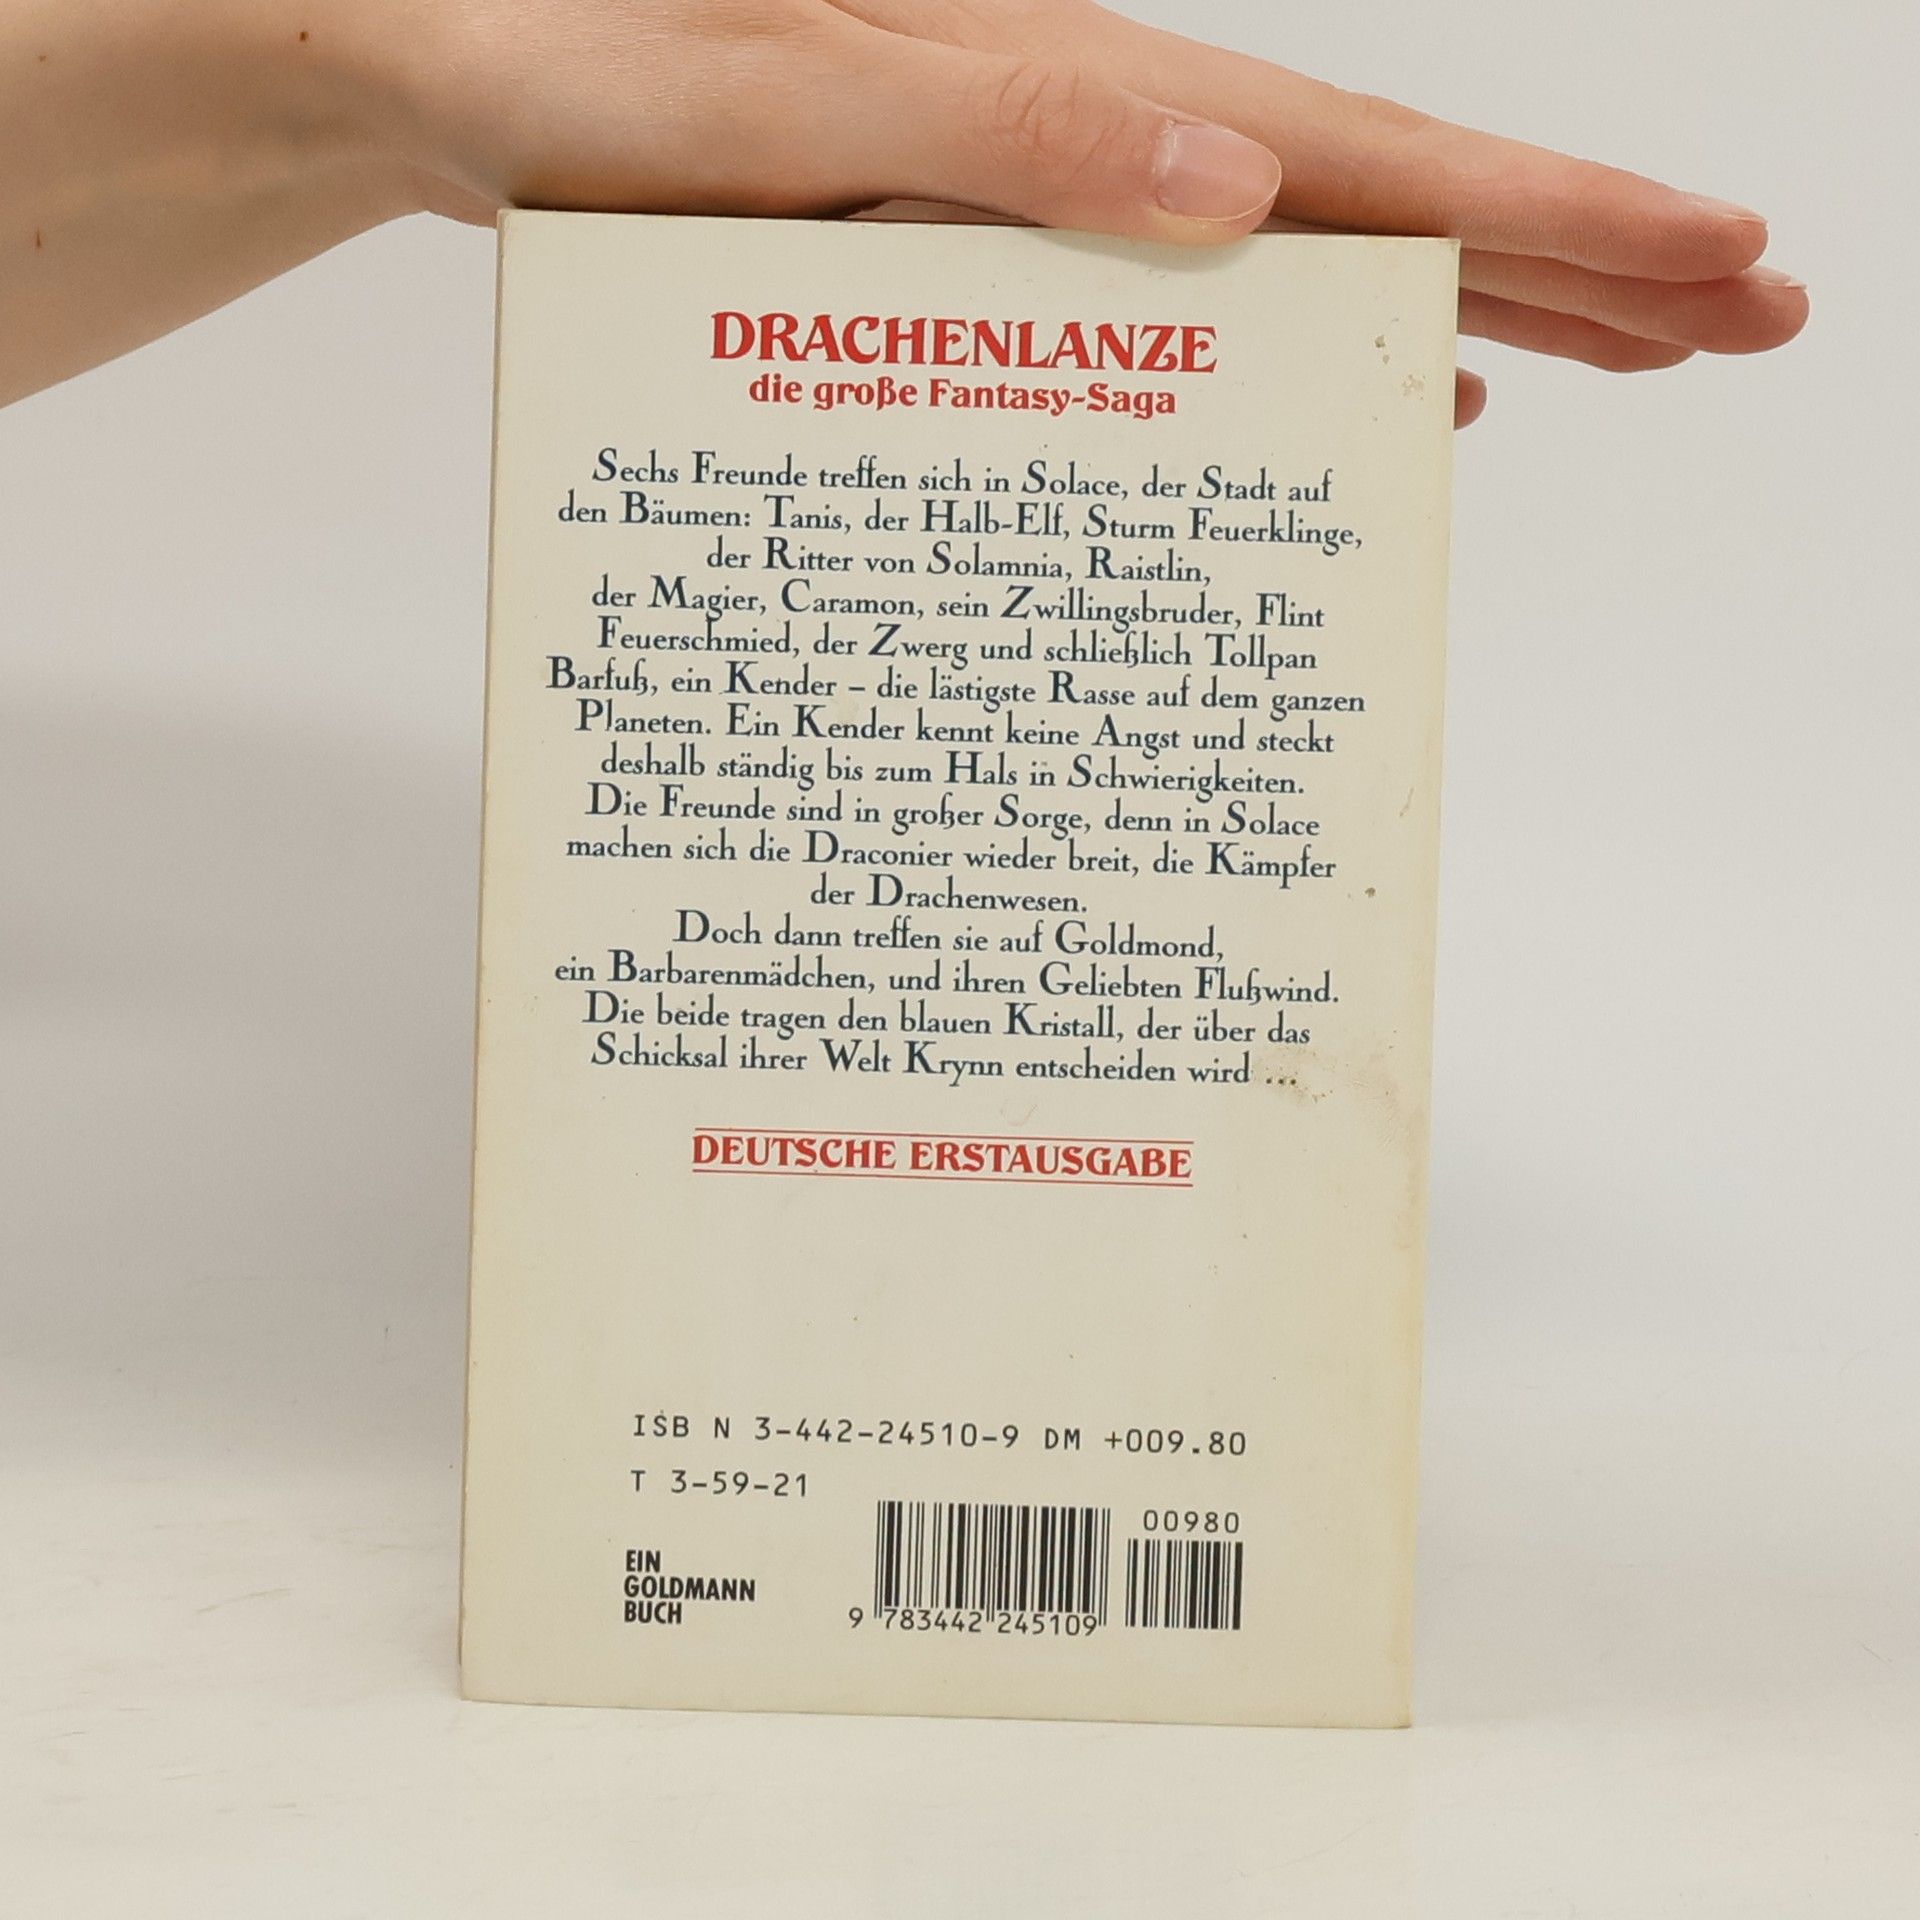 DRACHENLANZE
die große Fantasy-Saga
Sechs Freunde treffen sich in Solace, der Stadt auf
den Bäumen: Tanis, der Halb-Elf, Sturm Feuerklinge,
der Ritter von Solamnia, Raistlin,
der Magier, Caramon, sein Zwillingsbruder, Flint
Feuerschmied, der Zwerg und schließlich Tollpan
Barfuß, ein Kender – die lästigste Rasse auf dem ganzen
Planeten. Ein Kender kennt keine Angst und steckt
deshalb ständig bis zum Hals in Schwierigkeiten.
Die Freunde sind in großer Sorge, denn in Solace
machen sich die Draconier wieder breit, die Kämpfer
der Drachenwesen.
Doch dann treffen sie auf Goldmond,
ein Barbarenmädchen, und ihren Geliebten Flußwind.
Die beide tragen den blauen Kristall, der über das
Schicksal ihrer Welt Krynn entscheiden wird ...
DEUTSCHE ERSTAUSGABE
ISB N 3-442-24510-9 DM +009.80
T 3-59-21
00980
EIN
GOLDMANN
BUCH
9 783442 245109